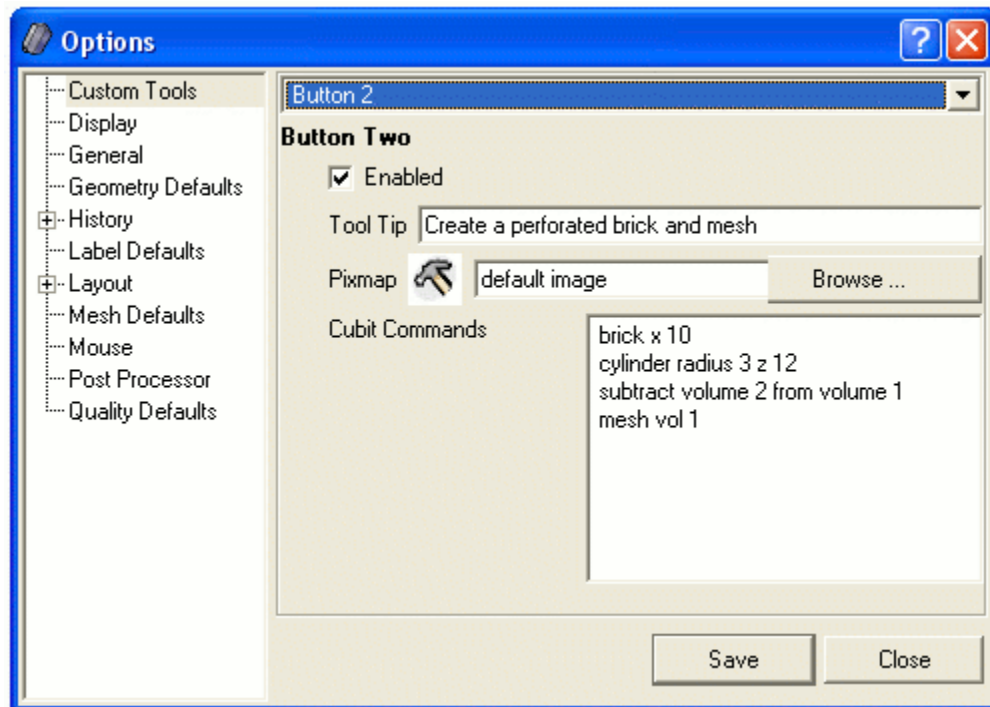 Options
Custom Tools
Display
General
Geometry Defaults
History
Label Defaults
Layout
Mesh Defaults
Mouse
Post Processor
Quality Defaults
Button 2
Button Two
Enabled
Tool Tip Create a perforated brick and mesh
Pixmap default image Browse ...
Cubit Commands
brick x 10
cylinder radius 3 z 12
subtract volume 2 from volume 1
mesh vol 1
Save Close